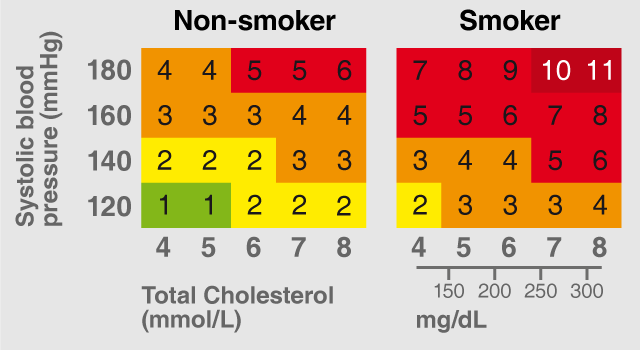 Non-smoker Smoker
Systolic blood
pressure (mmHg)
180 4 4 5 5 6 7 8 9 10 11
160 3 3 3 4 4 5 5 6 7 8
140 2 2 2 3 3 3 4 4 5 6
120 1 1 2 2 2 2 3 3 3 4
4 5 6 7 8 4 5 6 7 8
150 200 250 300
Total Cholesterol
(mmol/L)
mg/dL